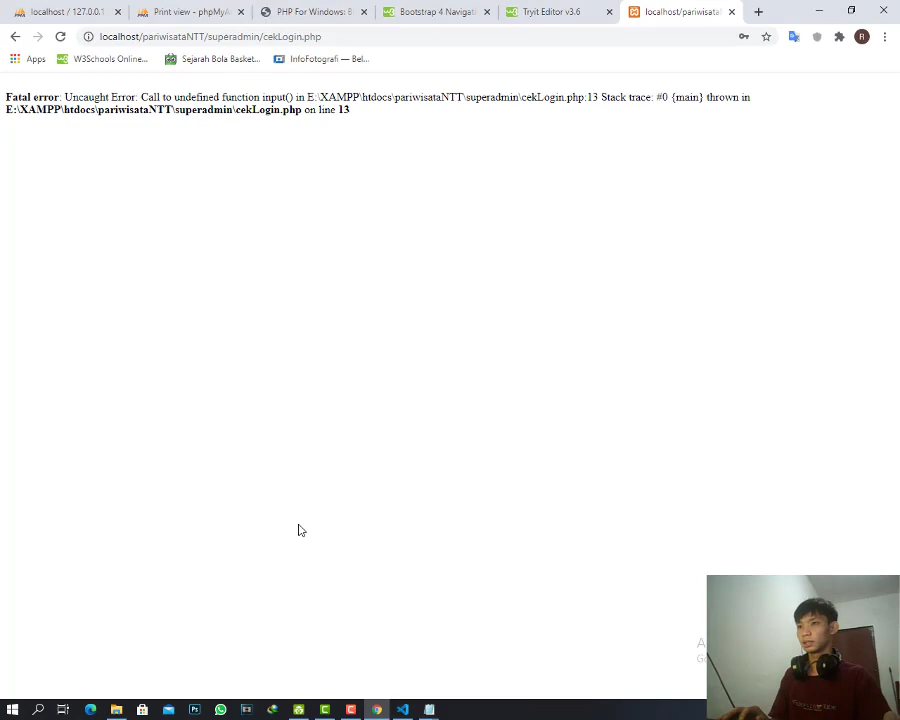 localhost / 127.0.0.1
Print view - phpMyA
PHP For Windows: B
Bootstrap 4 Navigat
Tryit Editor v3.6
localhost/pariwisata
localhost/pariwisataNTT/superadmin/cekLogin.php
R
Apps
W3Schools Online...
Sejarah Bola Basket...
InfoFotografi — Bel...
Fatal error: Uncaught Error: Call to undefined function input() in E:\XAMPP\htdocs\pariwisataNTT\superadmin\cekLogin.php:13 Stack trace: #0 {main} thrown in
E:\XAMPP\htdocs\pariwisataNTT\superadmin\cekLogin.php on line 13